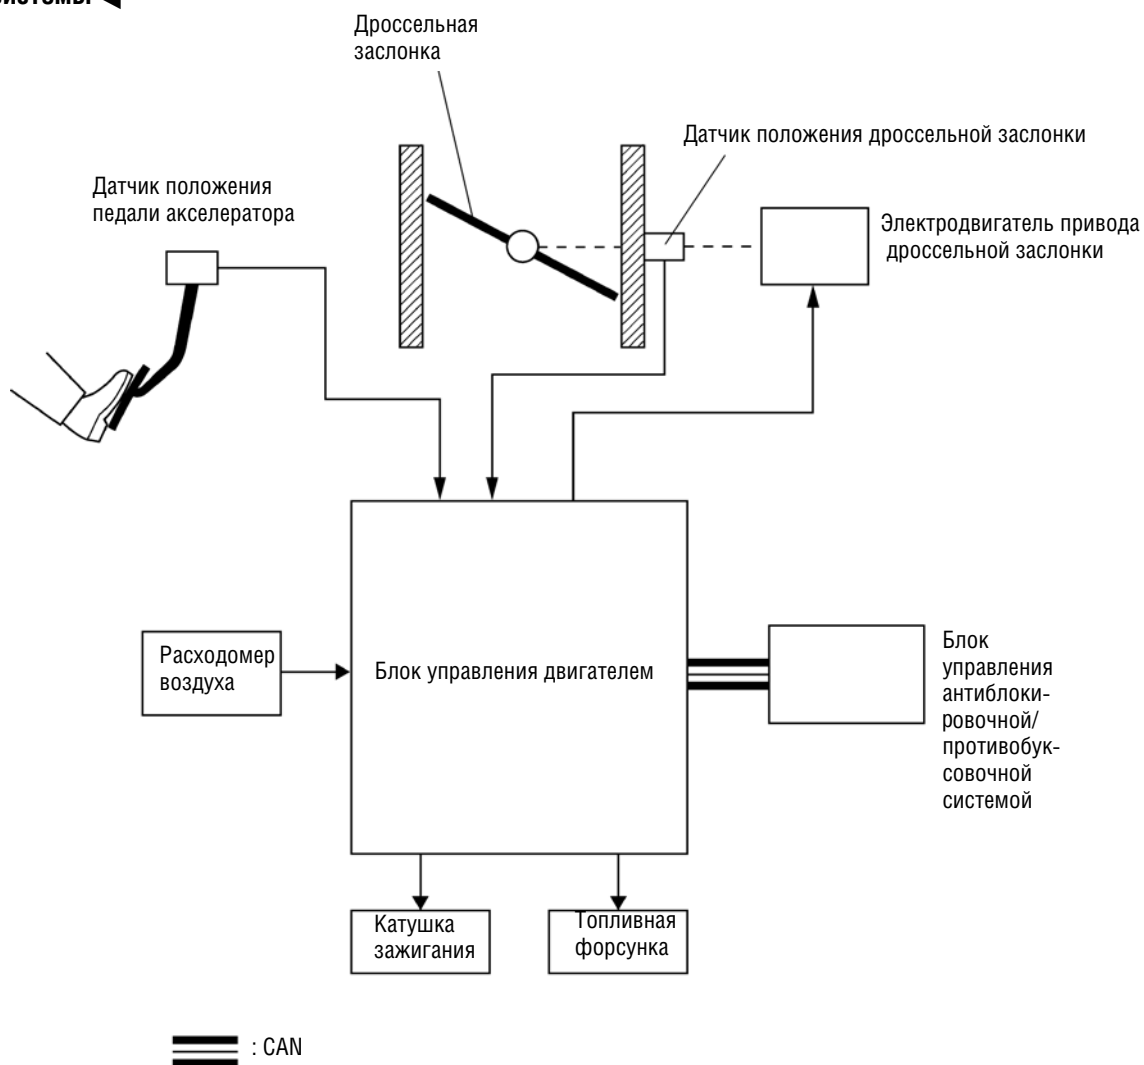 Дроссельная
заслонка
Датчик положения дроссельной заслонки
Датчик положения
педали акселератора
Электродвигатель привода
дроссельной заслонки
Расходомер
воздуха
Блок управления двигателем
Блок
управления
антиблоки-
ровочной/
противобук-
совочной
системой
Катушка
зажигания
Топливная
форсунка
: CAN